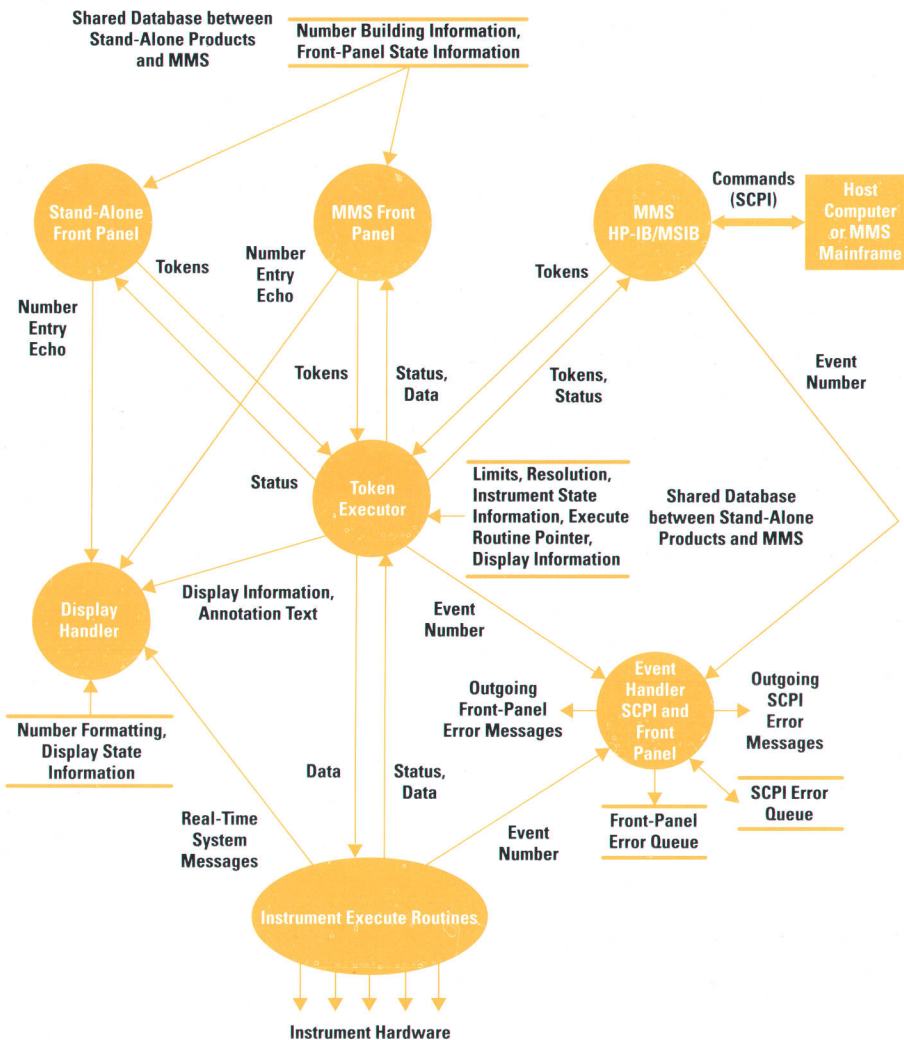 Shared Database between
Stand-Alone Products
and MMS
Number Building Information,
Front-Panel State Information
Stand-Alone
Front Panel
MMS Front
Panel
MMS
HP-IB/MSIB
Commands
(SCPI)
Host
Computer
or MMS
Mainframe
Tokens
Number
Entry
Echo
Number
Entry
Echo
Tokens
Tokens
Status,
Data
Tokens,
Status
Event
Number
Status
Token
Executor
Limits, Resolution,
Instrument State
Information, Execute
Routine Pointer,
Display Information
Shared Database
between Stand-Alone
Products and MMS
Display
Handler
Display Information,
Annotation Text
Event
Number
Event
Handler
SCPI and
Front
Panel
Outgoing
Front-Panel
Error Messages
Outgoing
SCPI
Error
Messages
Number Formatting,
Display State
Information
Data
Status,
Data
SCPI Error
Queue
Front-Panel
Error Queue
Real-Time
System
Messages
Event
Number
Instrument Execute Routines
Instrument Hardware